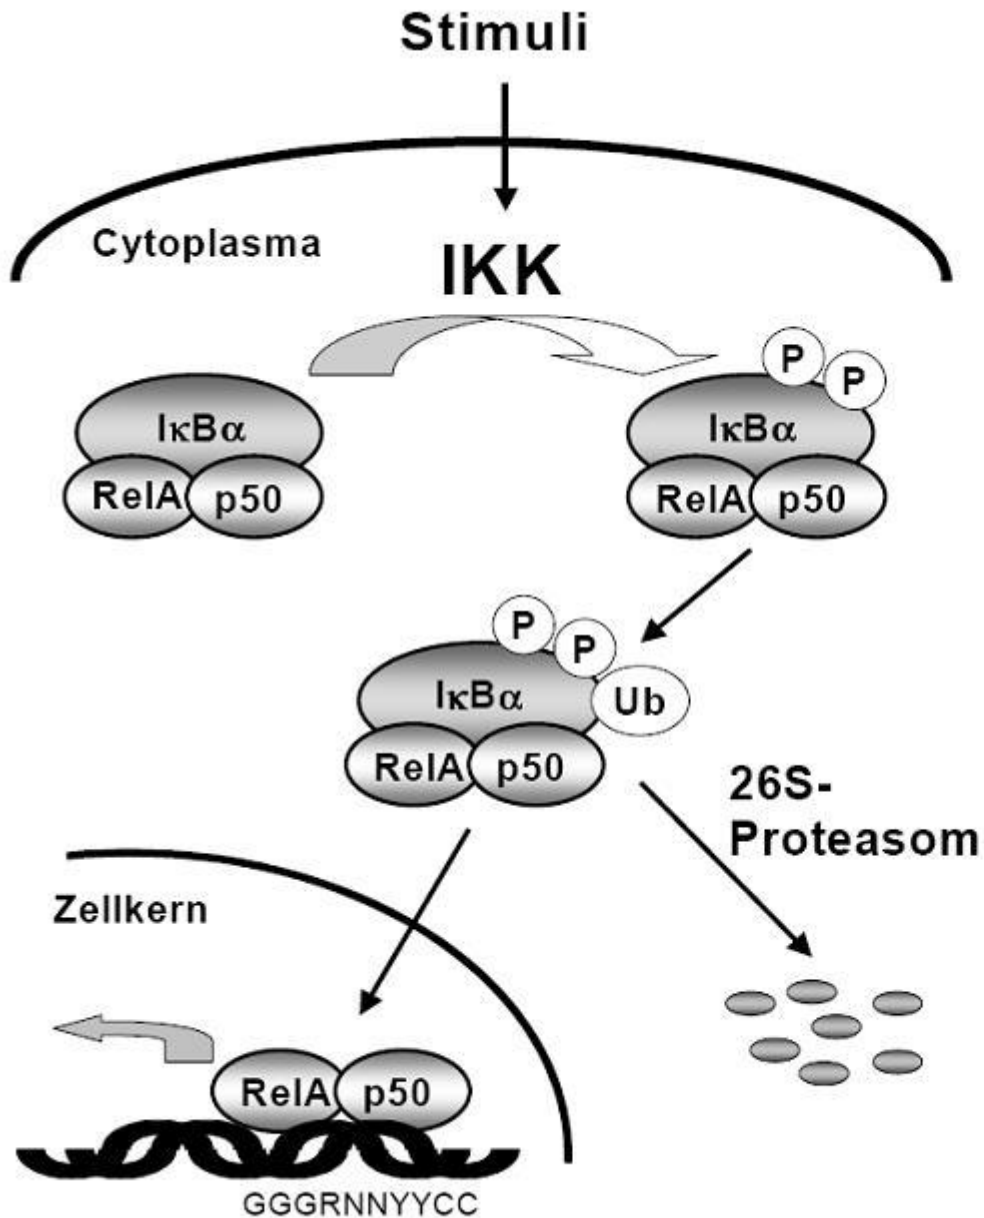 Stimuli
Cytoplasma
IKK
P
P
IκBα
RelA
p50
IκBα
RelA
p50
P
P
IκBα
Ub
RelA
p50
26S-
Proteasom
Zellkern
RelA
p50
GGGRNNYYCC